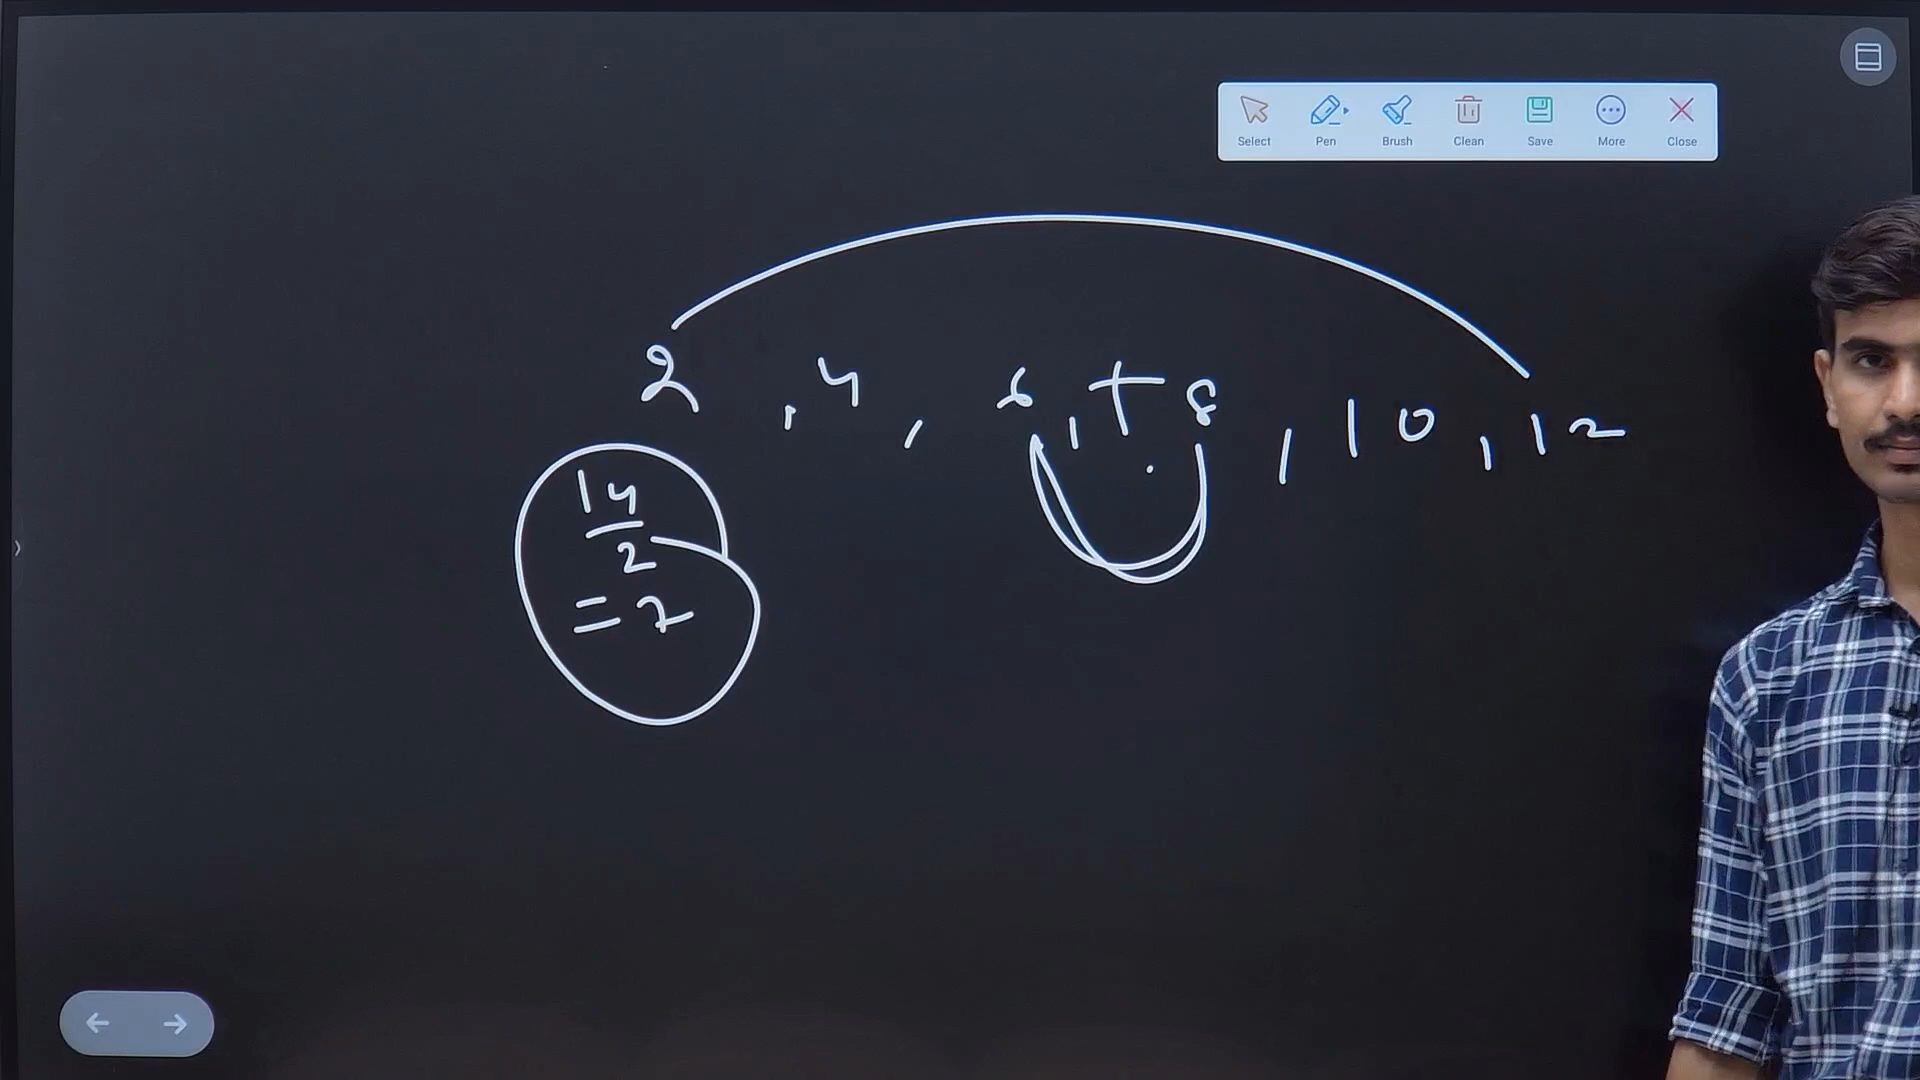 Select Pen Brush Clean Save More Close
2 , 4 , 6 , + 8 , 10 , 12
14
2
= 7